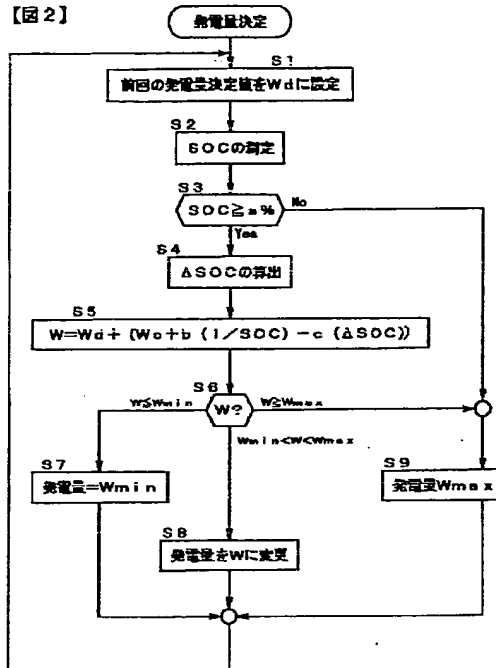 【図2】
発電量決定
S1
前回の発電量決定値をWdに設定
S2
SOCの測定
S3
SOC≧a%
No
Yes
S4
ΔSOCの算出
S5
W=Wd+{Wo+b(1/SOC)-c(ΔSOC)}
S6
W≦Wmin
W?
W≧Wmax
Wmin<W<Wmax
S7
発電量=Wmin
S9
発電量Wmax
S8
発電量をWに変更